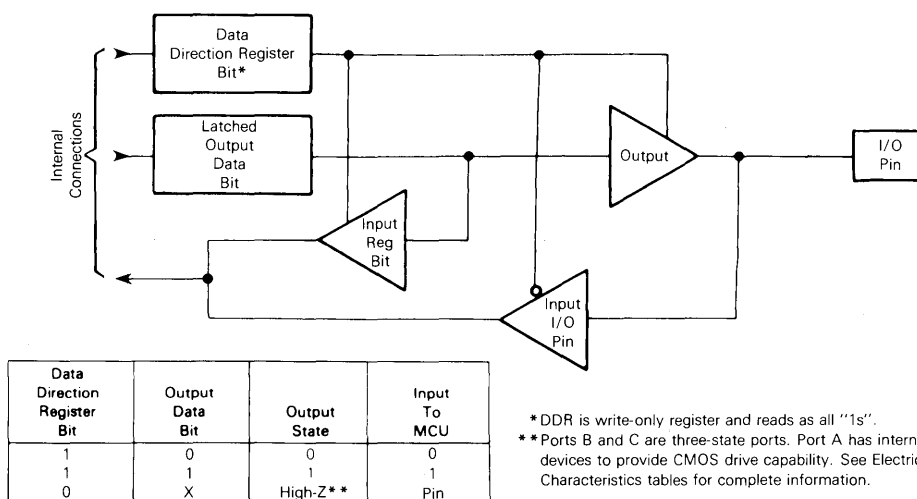 Data
Direction Register
Bit*
Latched
Output
Data
Bit
Internal
Connections
Input
Reg
Bit
Output
I/O
Pin
Input
I/O
Pin
Data
Direction
Register
Bit
Output
Data
Bit
Output
State
Input
To
MCU
1 0 0 0
1 1 1 1
0 X High-Z** Pin
*DDR is write-only register and reads as all "1s".
**Ports B and C are three-state ports. Port A has intern
devices to provide CMOS drive capability. See Electric
Characteristics tables for complete information.